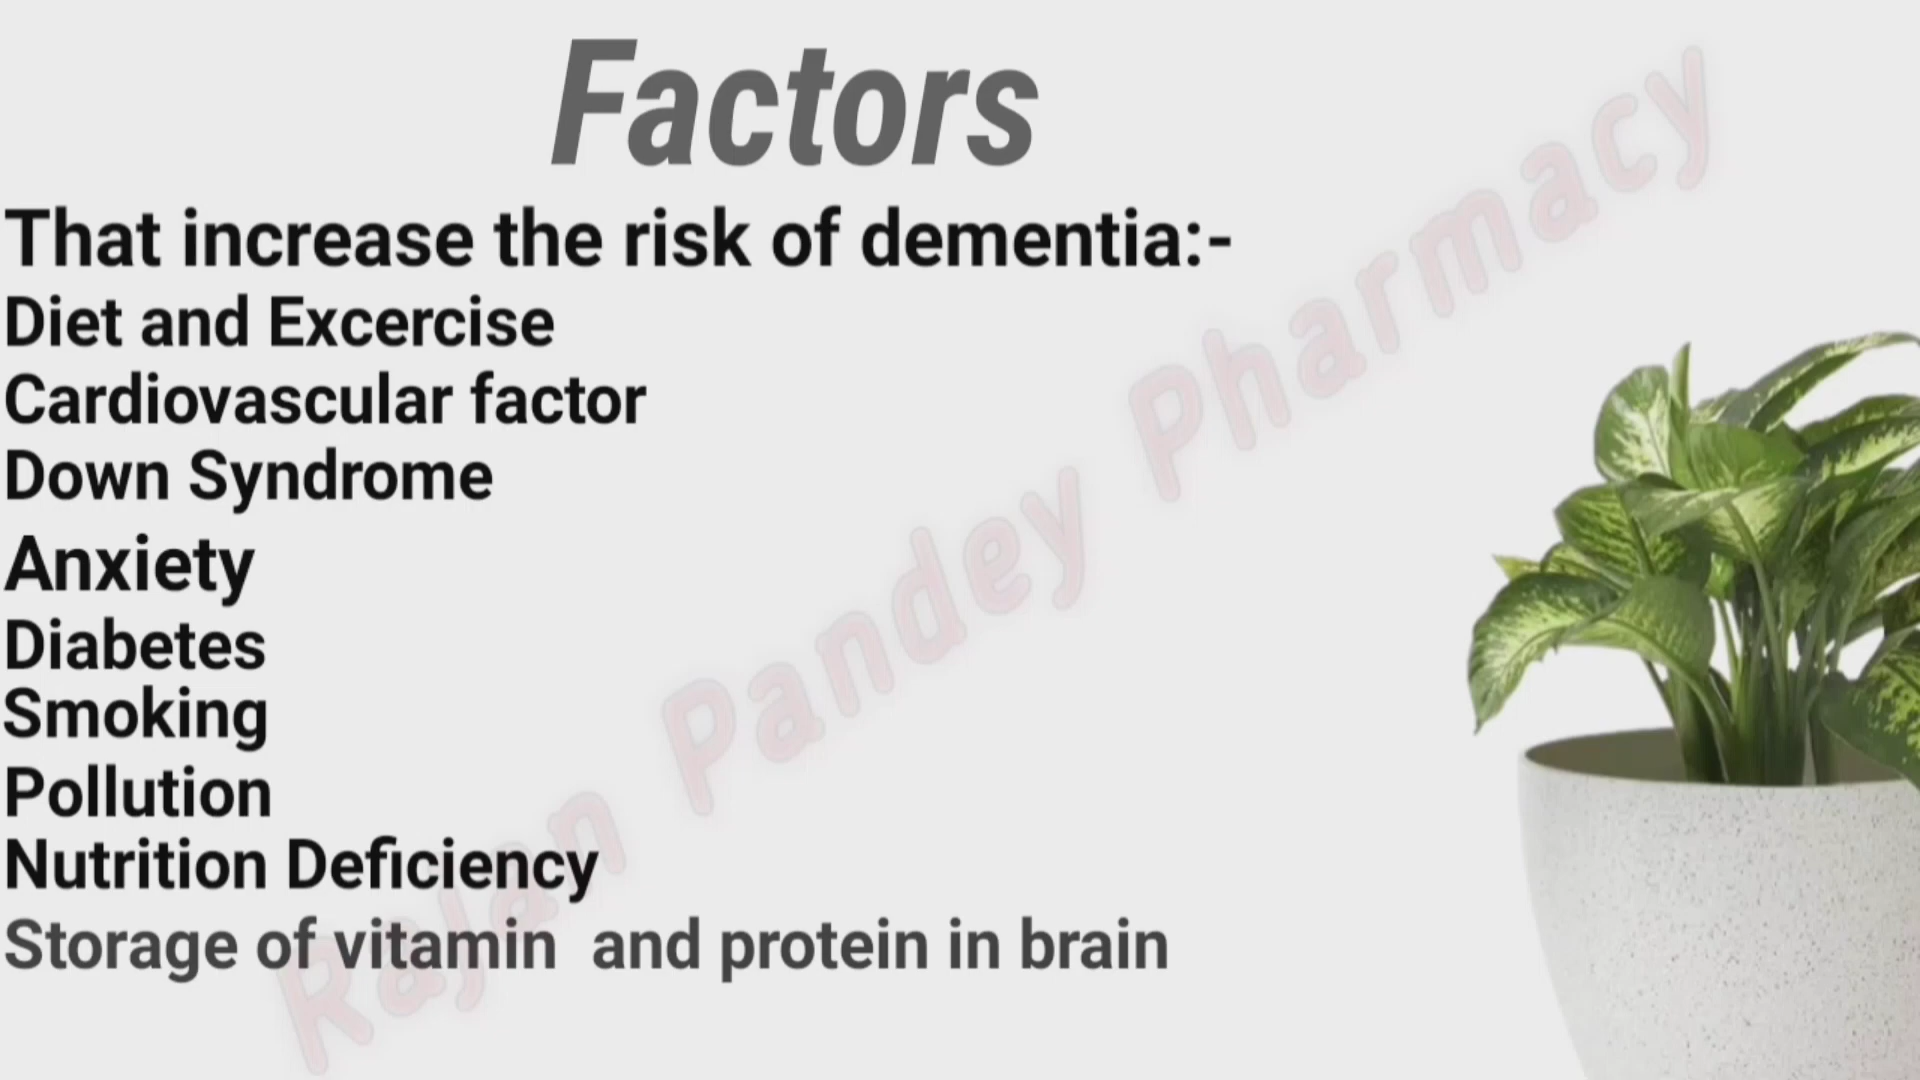 Factors
That increase the risk of dementia:-
Diet and Excercise
Cardiovascular factor
Down Syndrome
Anxiety
Diabetes
Smoking
Pollution
Nutrition Deficiency
Storage of vitamin  and protein in brain
Rajan Pandey Pharmacy